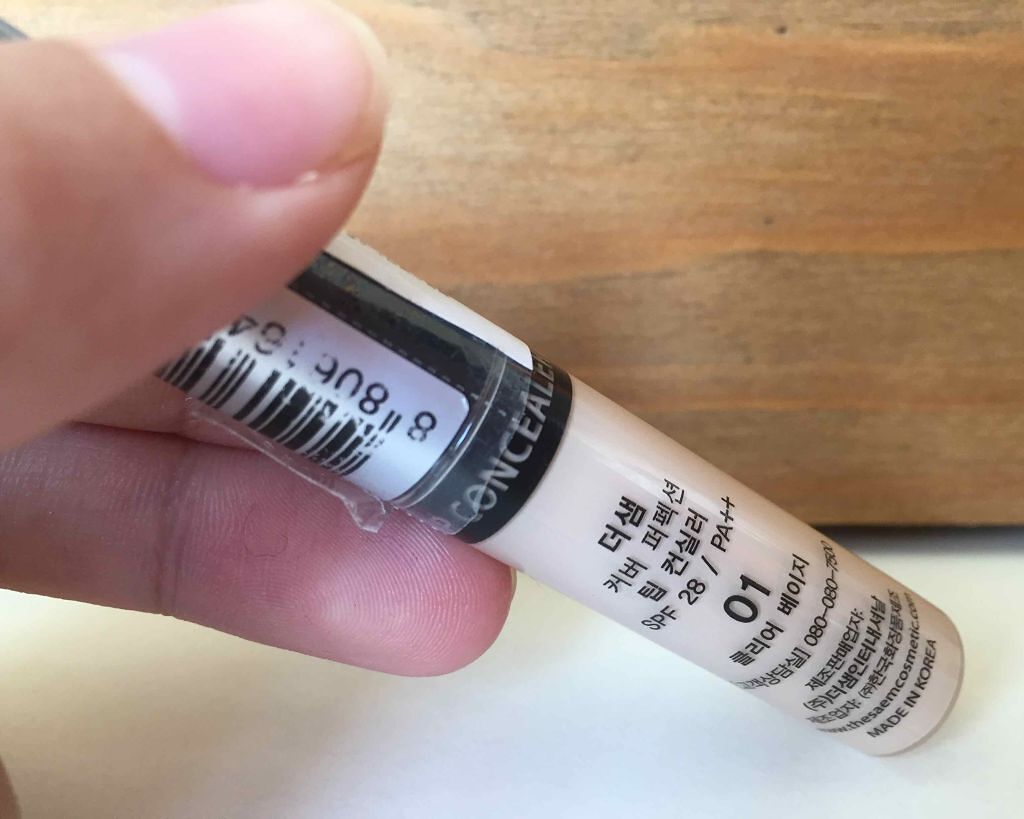 CONCEALER
8 806164
더샘
커버 퍼펙션
팁 컨실러
SPF 28 / PA++
01
클리어 베이지
고객상담실] 080-080-7500
제조판매업자:
(주)더샘인터내셔날
제조업자: (주)한국화장품제조
www.thesaemcosmetic.com
MADE IN KOREA